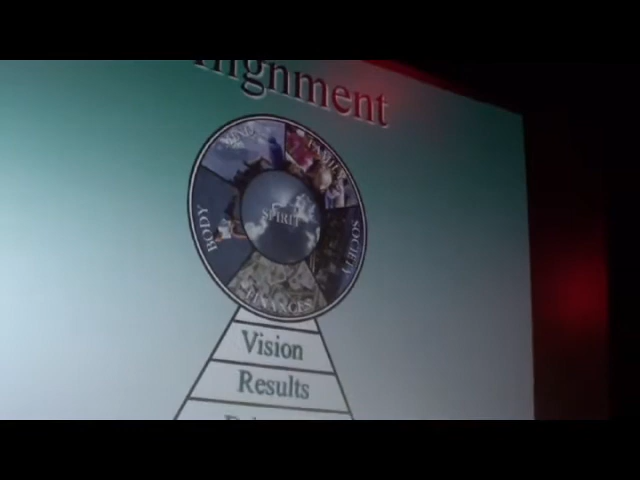 lignment
MIND
FAMILY
SPIRIT
BODY
SOCIETY
FINANCES
Vision
Results